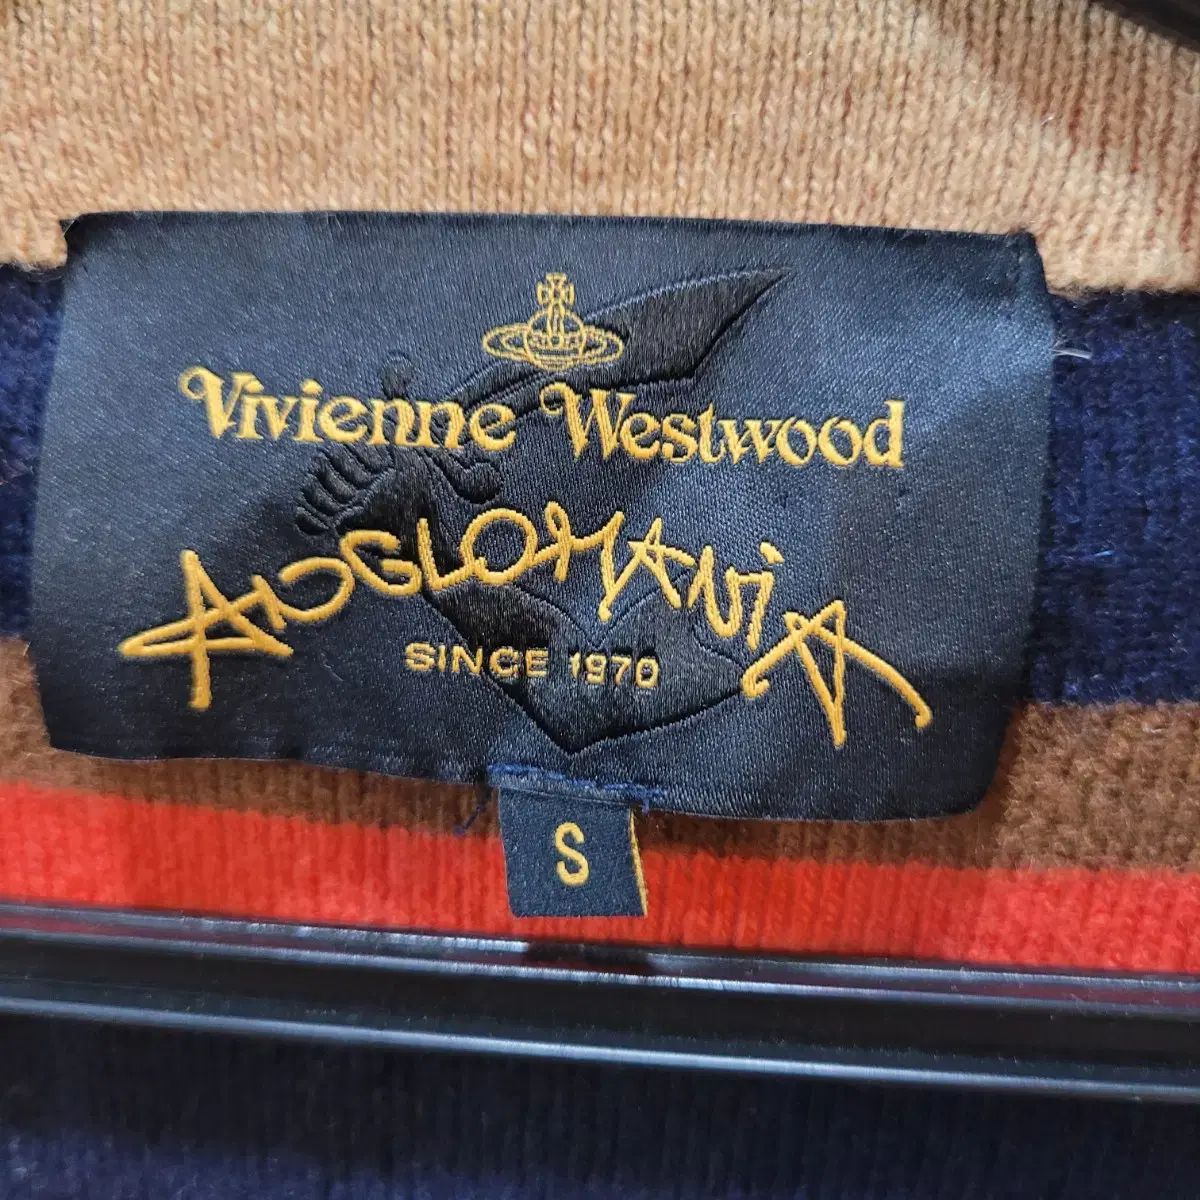 Vivienne Westwood
ANGLOMANiA
SINCE 1970
S